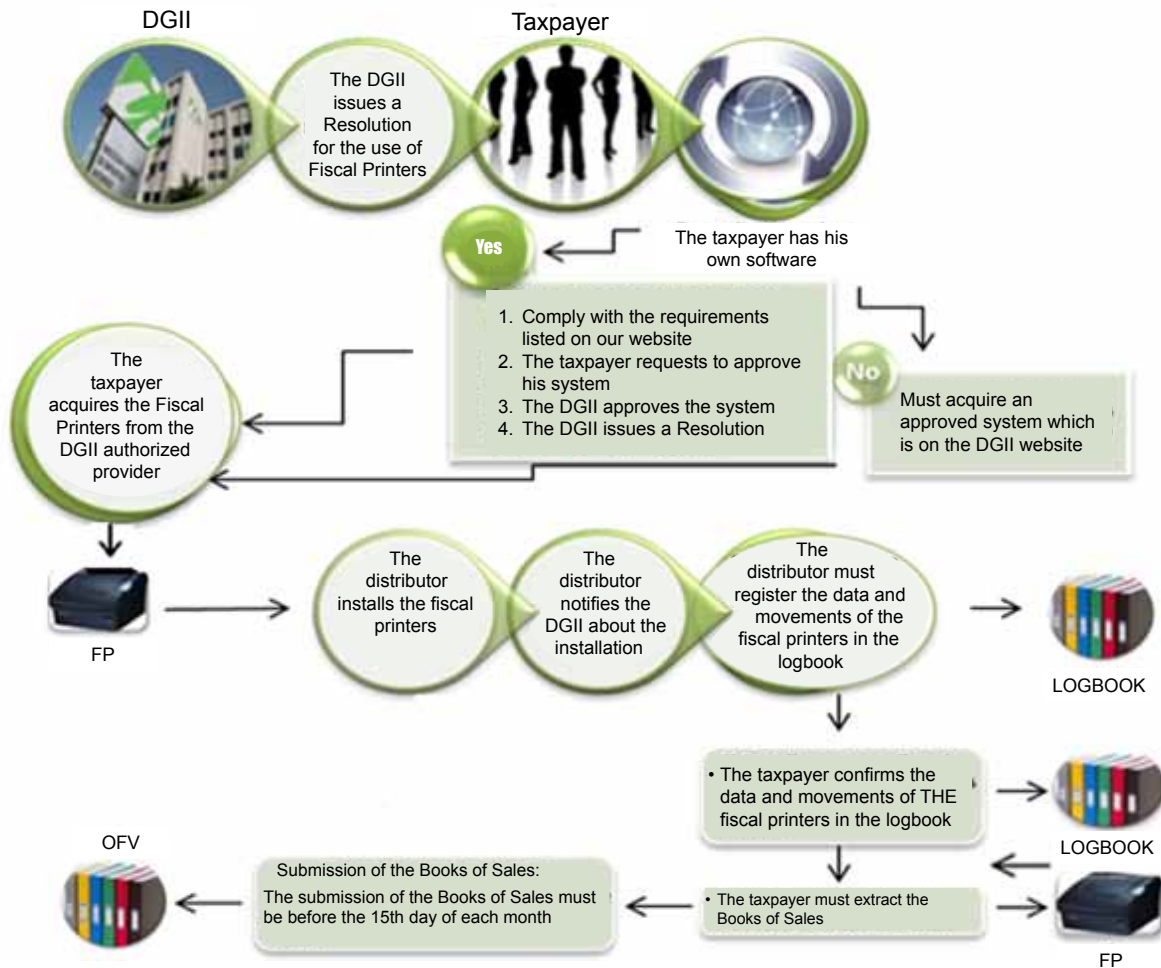 DGII
Taxpayer
The DGII
issues a
Resolution
for the use of
Fiscal Printers
The taxpayer has his
own software
Yes
1. Comply with the requirements
listed on our website
2. The taxpayer requests to approve
his system
3. The DGII approves the system
4. The DGII issues a Resolution
No
Must acquire an
approved system which
is on the DGII website
The
taxpayer
acquires the Fiscal
Printers from the
DGII authorized
provider
FP
The
distributor
installs the fiscal
printers
The
distributor
notifies the
DGII about the
installation
The
distributor must
register the data and
movements of the
fiscal printers in the
logbook
LOGBOOK
• The taxpayer confirms the
data and movements of THE
fiscal printers in the logbook
LOGBOOK
• The taxpayer must extract the
Books of Sales
FP
Submission of the Books of Sales:
The submission of the Books of Sales must
be before the 15th day of each month
OFV